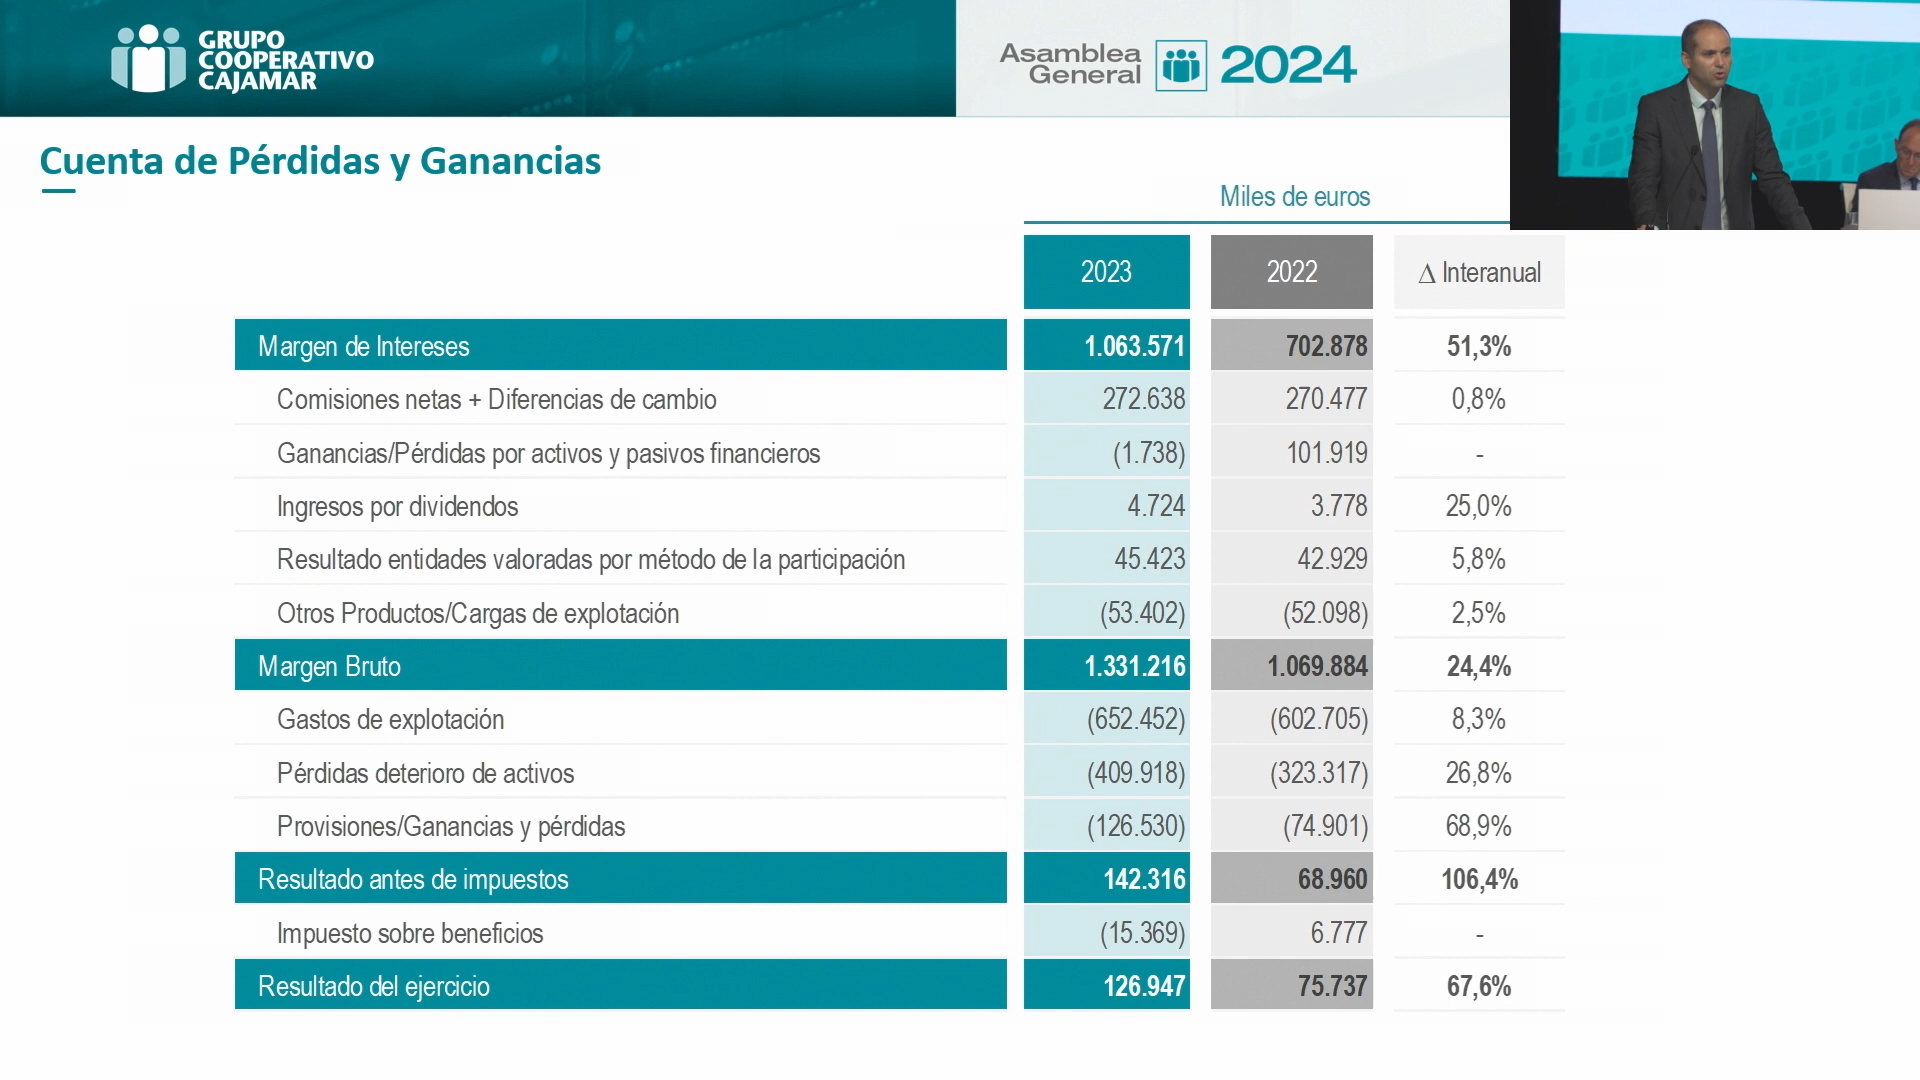 GRUPO
COOPERATIVO
CAJAMAR
Asamblea
General
2024
Cuenta de Pérdidas y Ganancias
Miles de euros
2023 2022 Δ Interanual
Margen de Intereses 1.063.571 702.878 51,3%
Comisiones netas + Diferencias de cambio 272.638 270.477 0,8%
Ganancias/Pérdidas por activos y pasivos financieros (1.738) 101.919 -
Ingresos por dividendos 4.724 3.778 25,0%
Resultado entidades valoradas por método de la participación 45.423 42.929 5,8%
Otros Productos/Cargas de explotación (53.402) (52.098) 2,5%
Margen Bruto 1.331.216 1.069.884 24,4%
Gastos de explotación (652.452) (602.705) 8,3%
Pérdidas deterioro de activos (409.918) (323.317) 26,8%
Provisiones/Ganancias y pérdidas (126.530) (74.901) 68,9%
Resultado antes de impuestos 142.316 68.960 106,4%
Impuesto sobre beneficios (15.369) 6.777 -
Resultado del ejercicio 126.947 75.737 67,6%